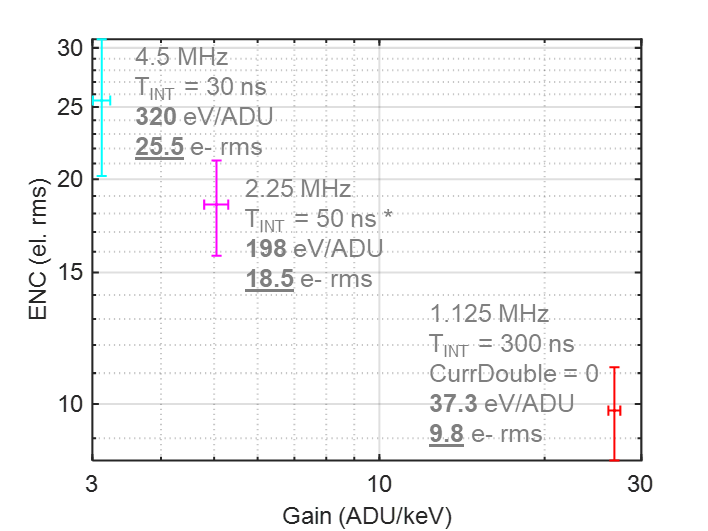 30
25
20
15
10
ENC (el. rms)
4.5 MHz
TINT = 30 ns
320 eV/ADU
25.5 e- rms
2.25 MHz
TINT = 50 ns *
198 eV/ADU
18.5 e- rms
1.125 MHz
TINT = 300 ns
CurrDouble = 0
37.3 eV/ADU
9.8 e- rms
3 10 30
Gain (ADU/keV)